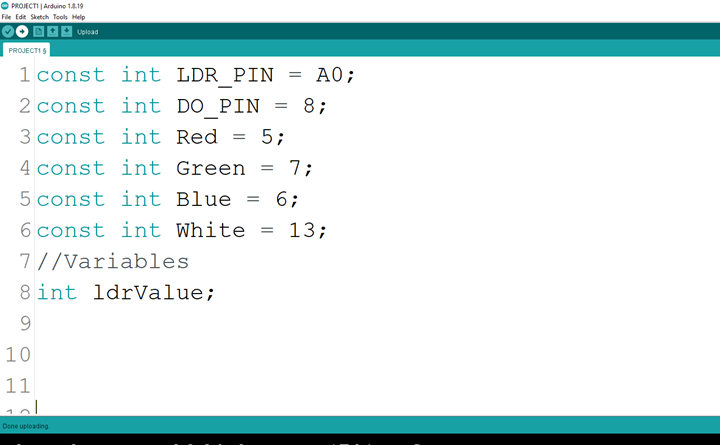 PROJECT1 | Arduino 1.8.19
File Edit Sketch Tools Help
Upload
PROJECT1 §
1 const int LDR_PIN = A0;
2 const int DO_PIN = 8;
3 const int Red = 5;
4 const int Green = 7;
5 const int Blue = 6;
6 const int White = 13;
7 //Variables
8 int ldrValue;
9
10
11
Done uploading.